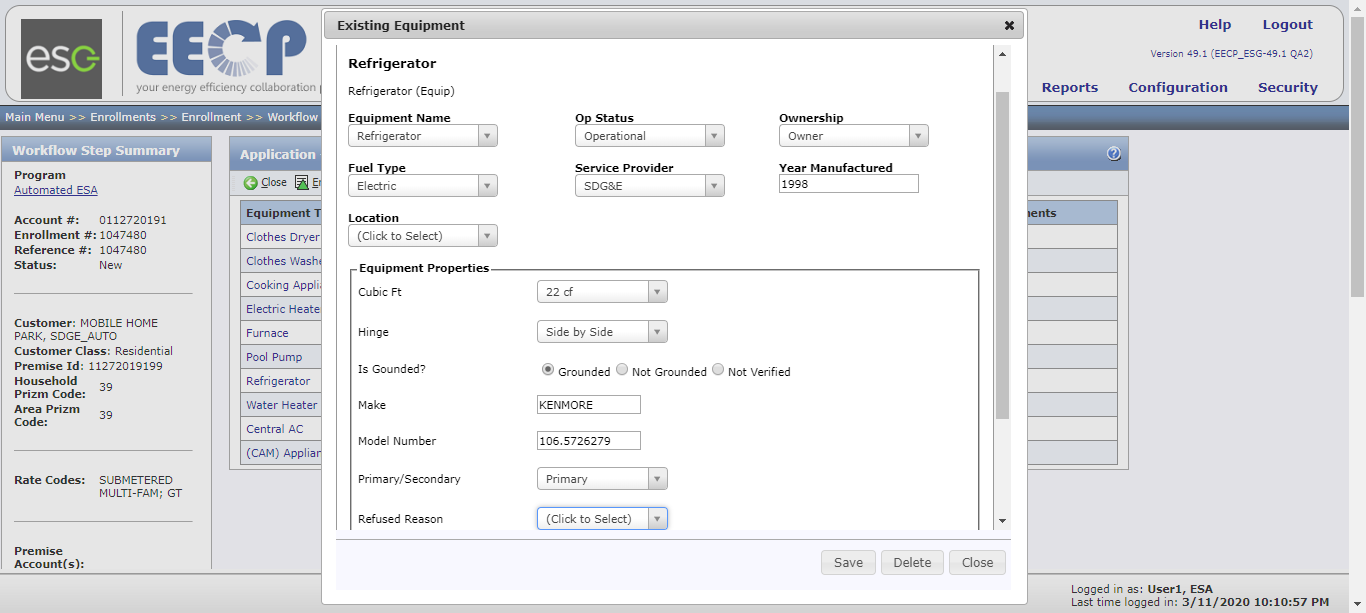 esg
EECP
your energy efficiency collaboration
Help Logout
Version 49.1 (EECP_ESG-49.1 QA2)
Reports Configuration Security
Main Menu >> Enrollments >> Enrollment >> Workflow
Workflow Step Summary
Program
Automated ESA
Account #: 0112720191
Enrollment #: 1047480
Reference #: 1047480
Status: New
Customer: MOBILE HOME
PARK, SDGE_AUTO
Customer Class: Residential
Premise Id: 11272019199
Household
Prizm Code: 39
Area Prizm
Code: 39
Rate Codes: SUBMETERED
MULTI-FAM; GT
Premise
Account(s):
Application
Close
Equipment T
Clothes Dryer
Clothes Washe
Cooking Applia
Electric Heate
Furnace
Pool Pump
Refrigerator
Water Heater
Central AC
(CAM) Applian
ents
Existing Equipment
Refrigerator
Refrigerator (Equip)
Equipment Name Op Status Ownership
Refrigerator Operational Owner
Fuel Type Service Provider Year Manufactured
Electric SDG&E 1998
Location
(Click to Select)
Equipment Properties
Cubic Ft 22 cf
Hinge Side by Side
Is Gounded? Grounded Not Grounded Not Verified
Make KENMORE
Model Number 106.5726279
Primary/Secondary Primary
Refused Reason (Click to Select)
Save Delete Close
Logged in as: User1, ESA
Last time logged in: 3/11/2020 10:10:57 PM